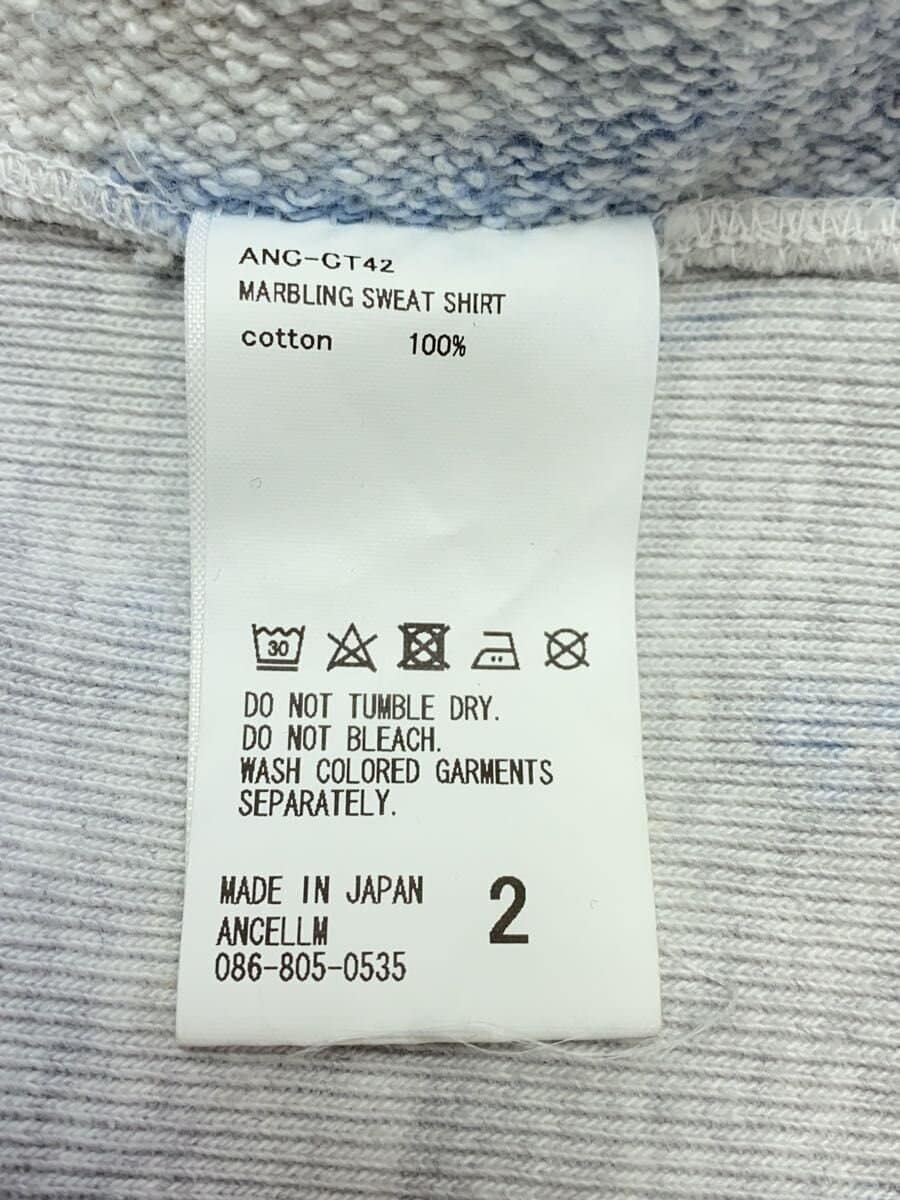 ANC-CT42
MARBLING SWEAT SHIRT
cotton 100%
30
DO NOT TUMBLE DRY.
DO NOT BLEACH.
WASH COLORED GARMENTS
SEPARATELY.
MADE IN JAPAN 2
ANCELLM
086-805-0535